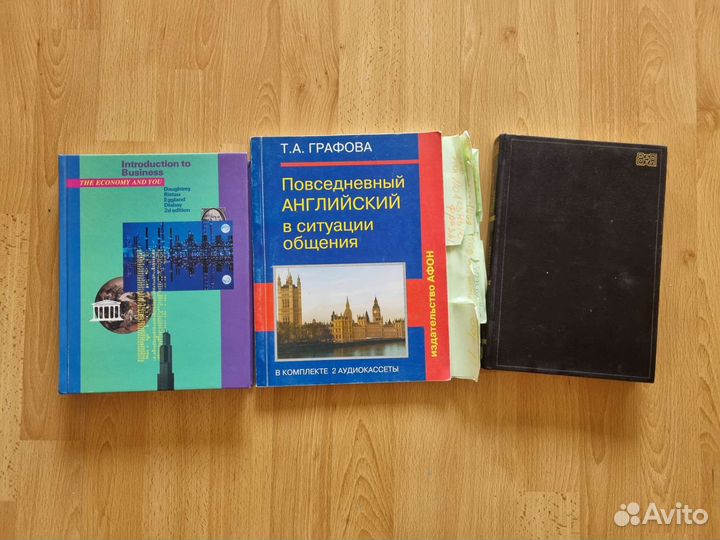 Introduction to
Business
THE ECONOMY AND YOU
Daughtrey
Ristau
Eggland
Dlabay
2d edition
Т.А. ГРАФОВА
Повседневный
АНГЛИЙСКИЙ
в ситуации
общения
издательство АФОН
В КОМПЛЕКТЕ 2 АУДИОКАССЕТЫ
Avito